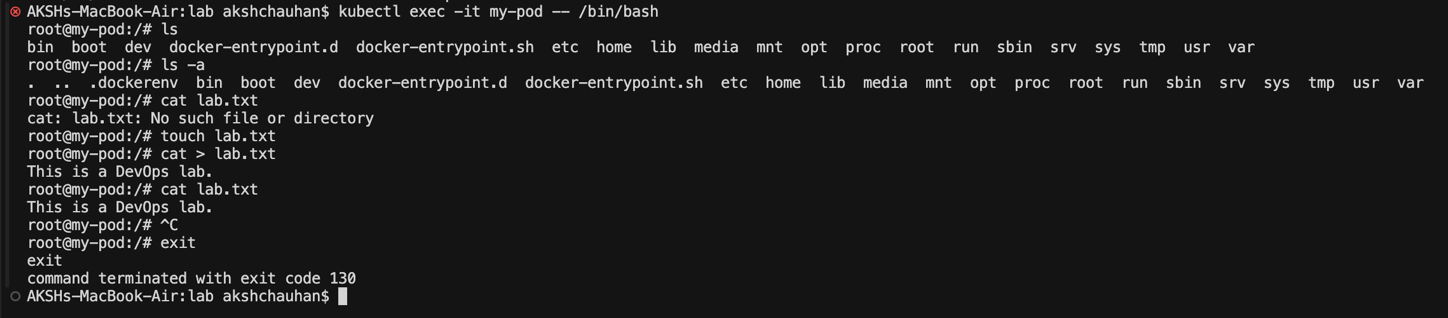 AKSHs-MacBook-Air:lab akshchauhan$ kubectl exec -it my-pod -- /bin/bash
root@my-pod:/# ls
bin  boot  dev  docker-entrypoint.d  docker-entrypoint.sh  etc  home  lib  media  mnt  opt  proc  root  run  sbin  srv  sys  tmp  usr  var
root@my-pod:/# ls -a
.  ..  .dockerenv  bin  boot  dev  docker-entrypoint.d  docker-entrypoint.sh  etc  home  lib  media  mnt  opt  proc  root  run  sbin  srv  sys  tmp  usr  var
root@my-pod:/# cat lab.txt
cat: lab.txt: No such file or directory
root@my-pod:/# touch lab.txt
root@my-pod:/# cat > lab.txt
This is a DevOps lab.
root@my-pod:/# cat lab.txt
This is a DevOps lab.
root@my-pod:/# ^C
root@my-pod:/# exit
exit
command terminated with exit code 130
AKSHs-MacBook-Air:lab akshchauhan$